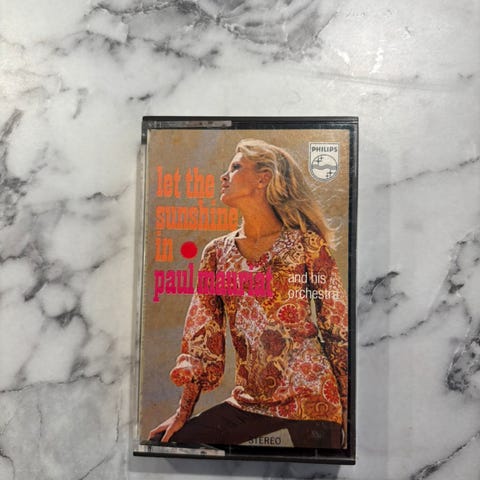 PHILIPS
let the
sunshine
in
paul mauriat
and his
orchestra
STEREO